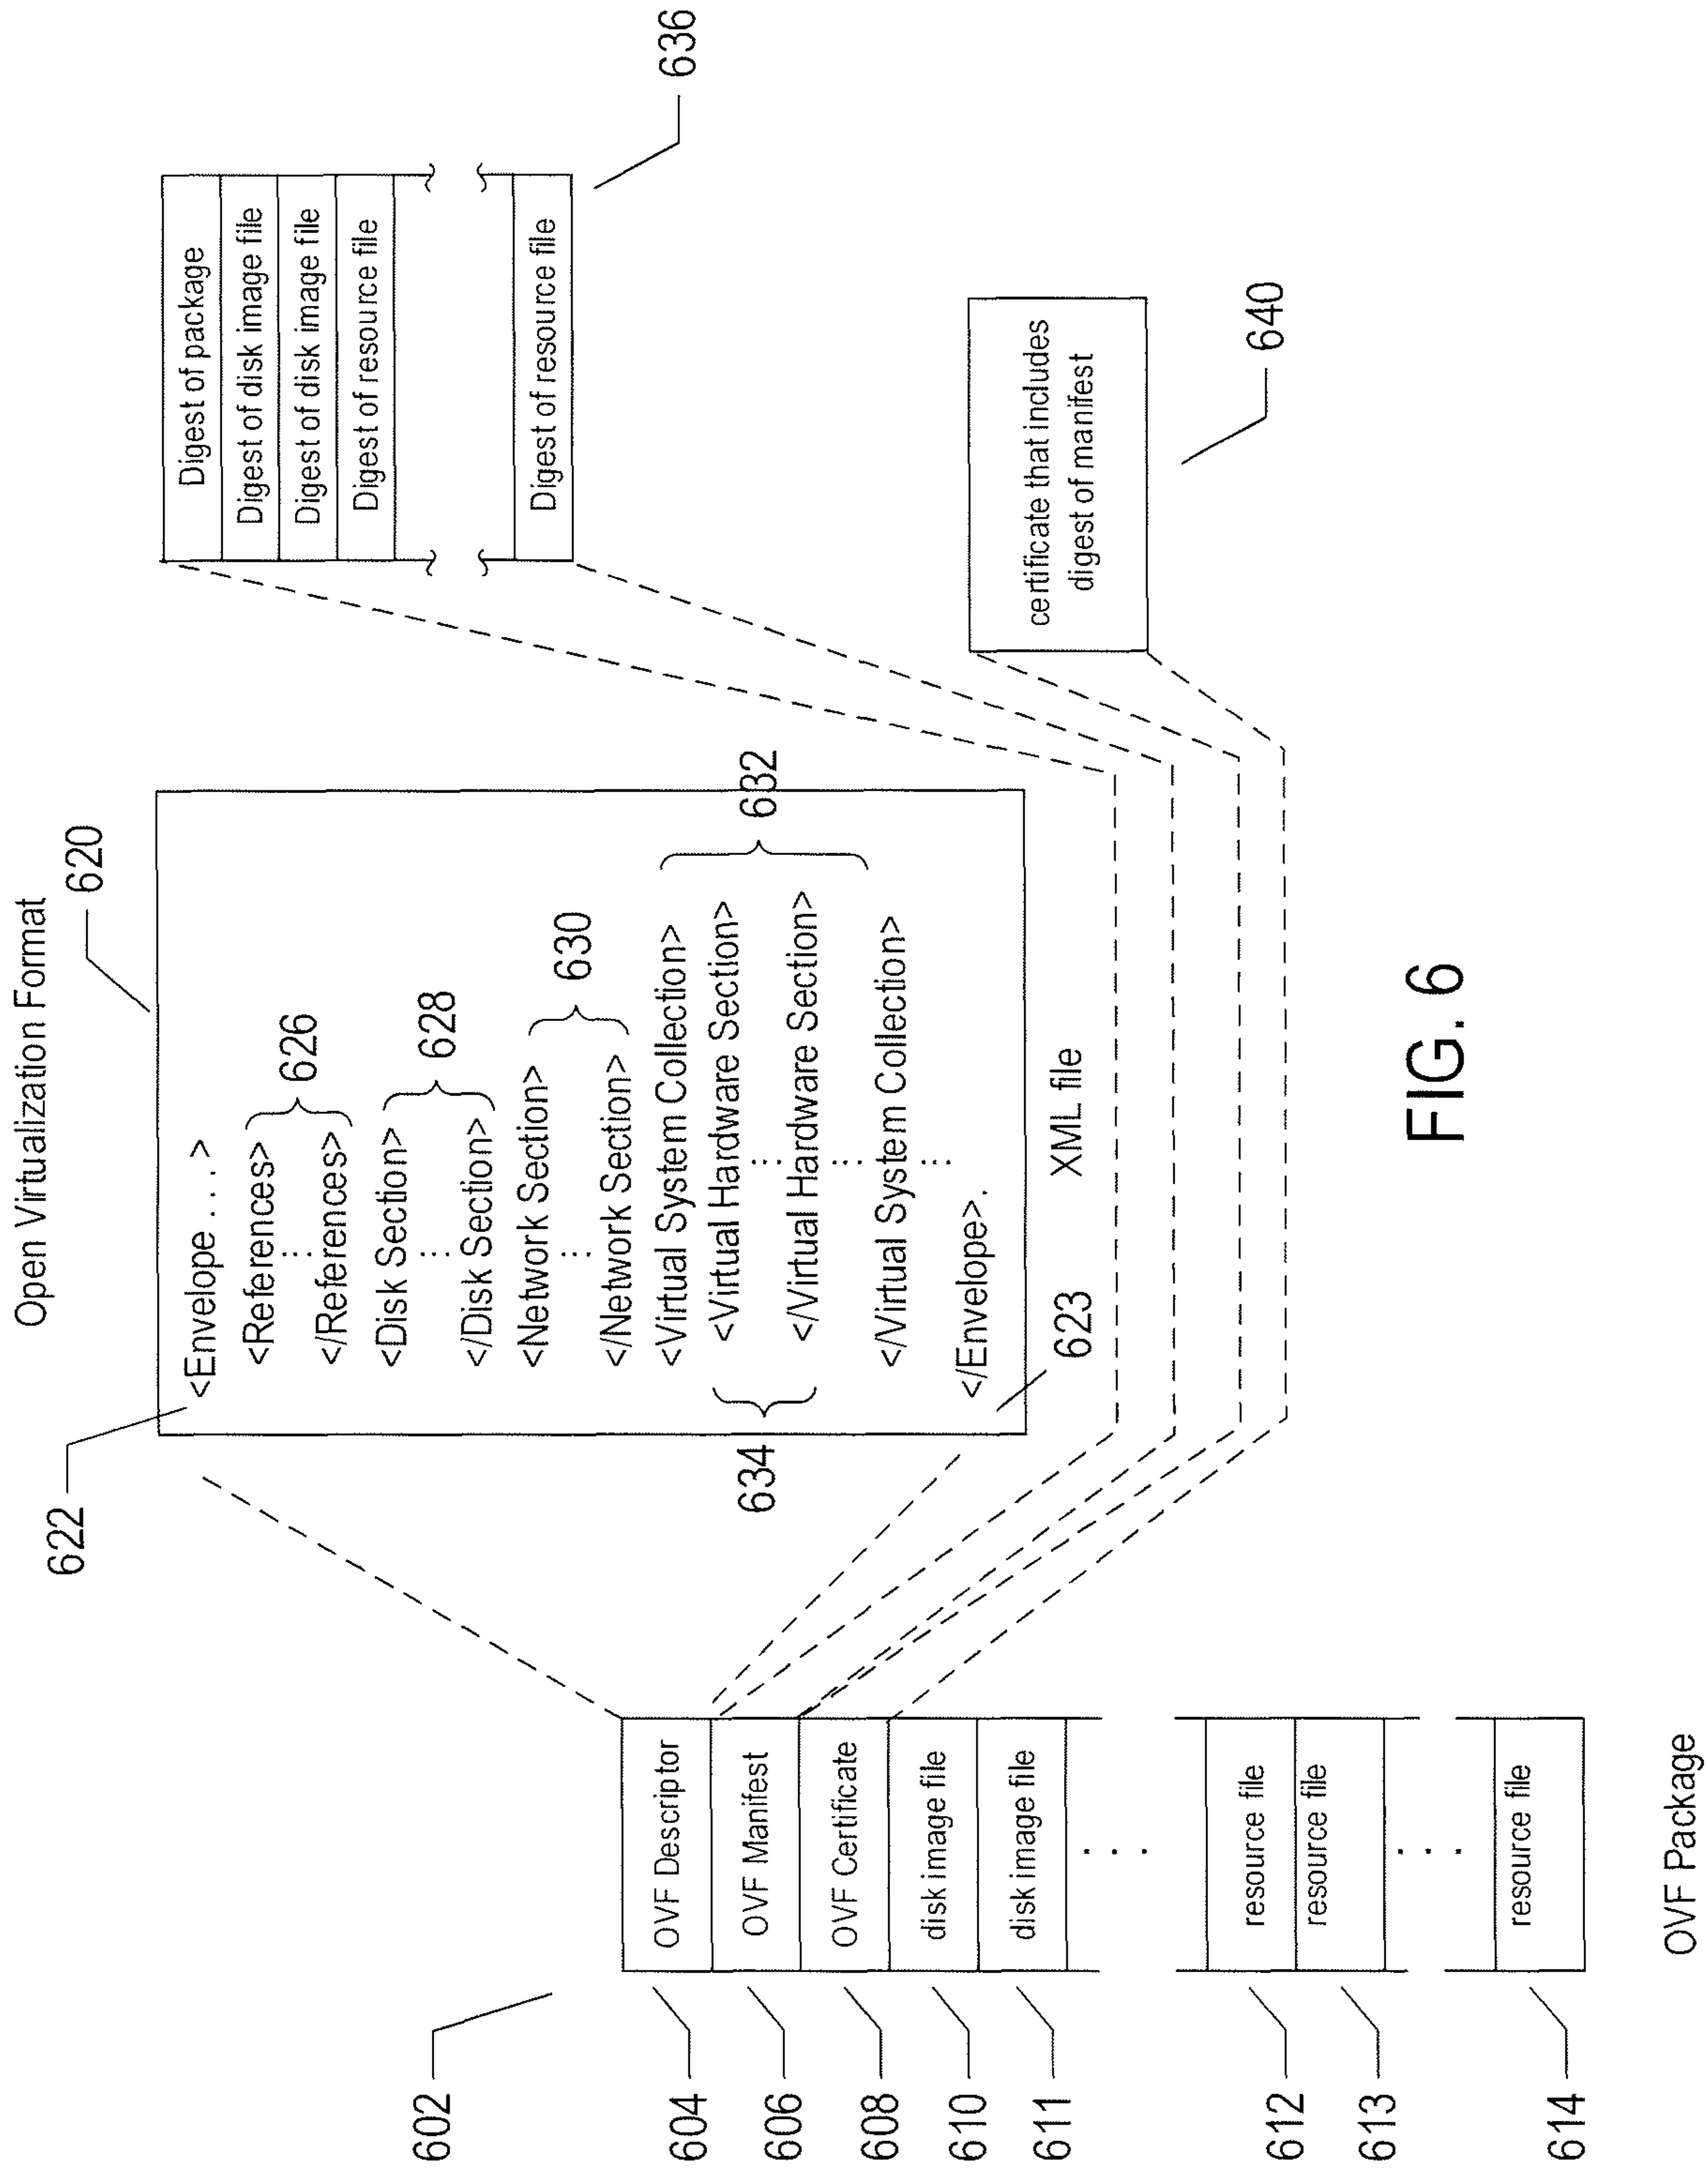 Open Virtualization Format
620
622
<Envelope . . . . >
<References>
...
</References>
626
<Disk Section>
...
</Disk Section>
628
<Network Section>
...
</Network Section>
630
<Virtual System Collection>
<Virtual Hardware Section>
...
</Virtual Hardware Section>
...
</Virtual System Collection>
...
</Envelope>.
632
634
623
XML file
602
604
606
608
610
611
612
613
614
OVF Descriptor
OVF Manifest
OVF Certificate
disk image file
disk image file
. . .
resource file
resource file
. . .
resource file
OVF Package
Digest of package
Digest of disk image file
Digest of disk image file
Digest of resource file
Digest of resource file
636
certificate that includes
digest of manifest
640
FIG. 6